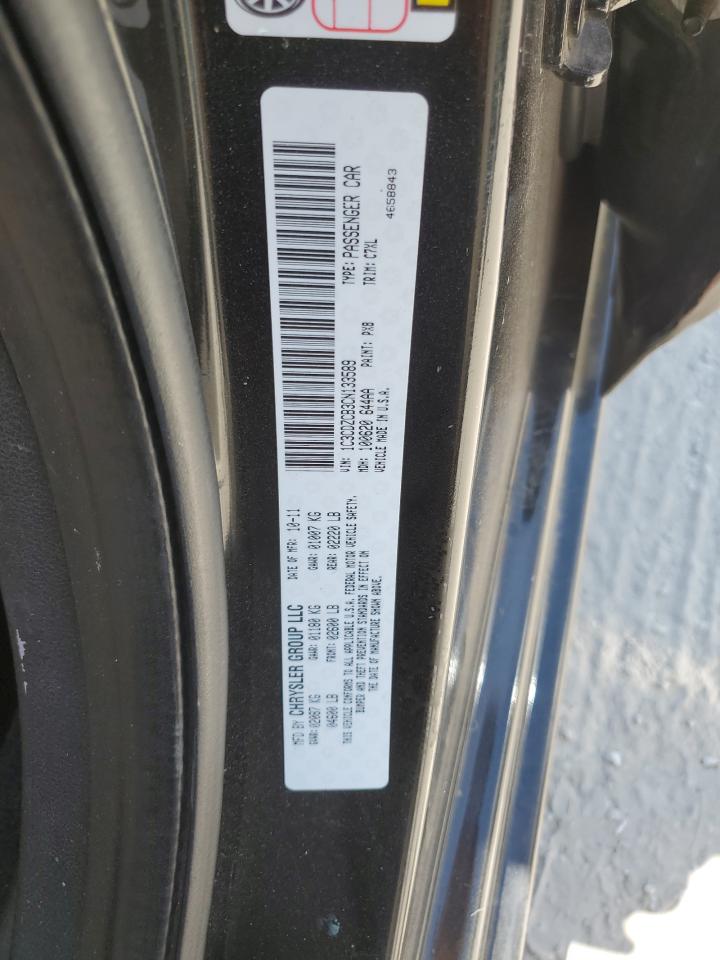 MFD BY CHRYSLER GROUP LLC DATE OF MFR: 10-11
GVWR: 02087 KG GAWR: 01180 KG GAWR: 01007 KG
04600 LB FRONT: 02600 LB REAR: 02220 LB
THIS VEHICLE CONFORMS TO ALL APPLICABLE U.S.A. FEDERAL MOTOR VEHICLE SAFETY,
BUMPER AND THEFT PREVENTION STANDARDS IN EFFECT ON
THE DATE OF MANUFACTURE SHOWN ABOVE.
VIN: 1C3CDZCB3CN133589 TYPE: PASSENGER CAR
MDH: 100620 644AA PAINT: PXB TRIM: C7XL
VEHICLE MADE IN U.S.A.
4658843